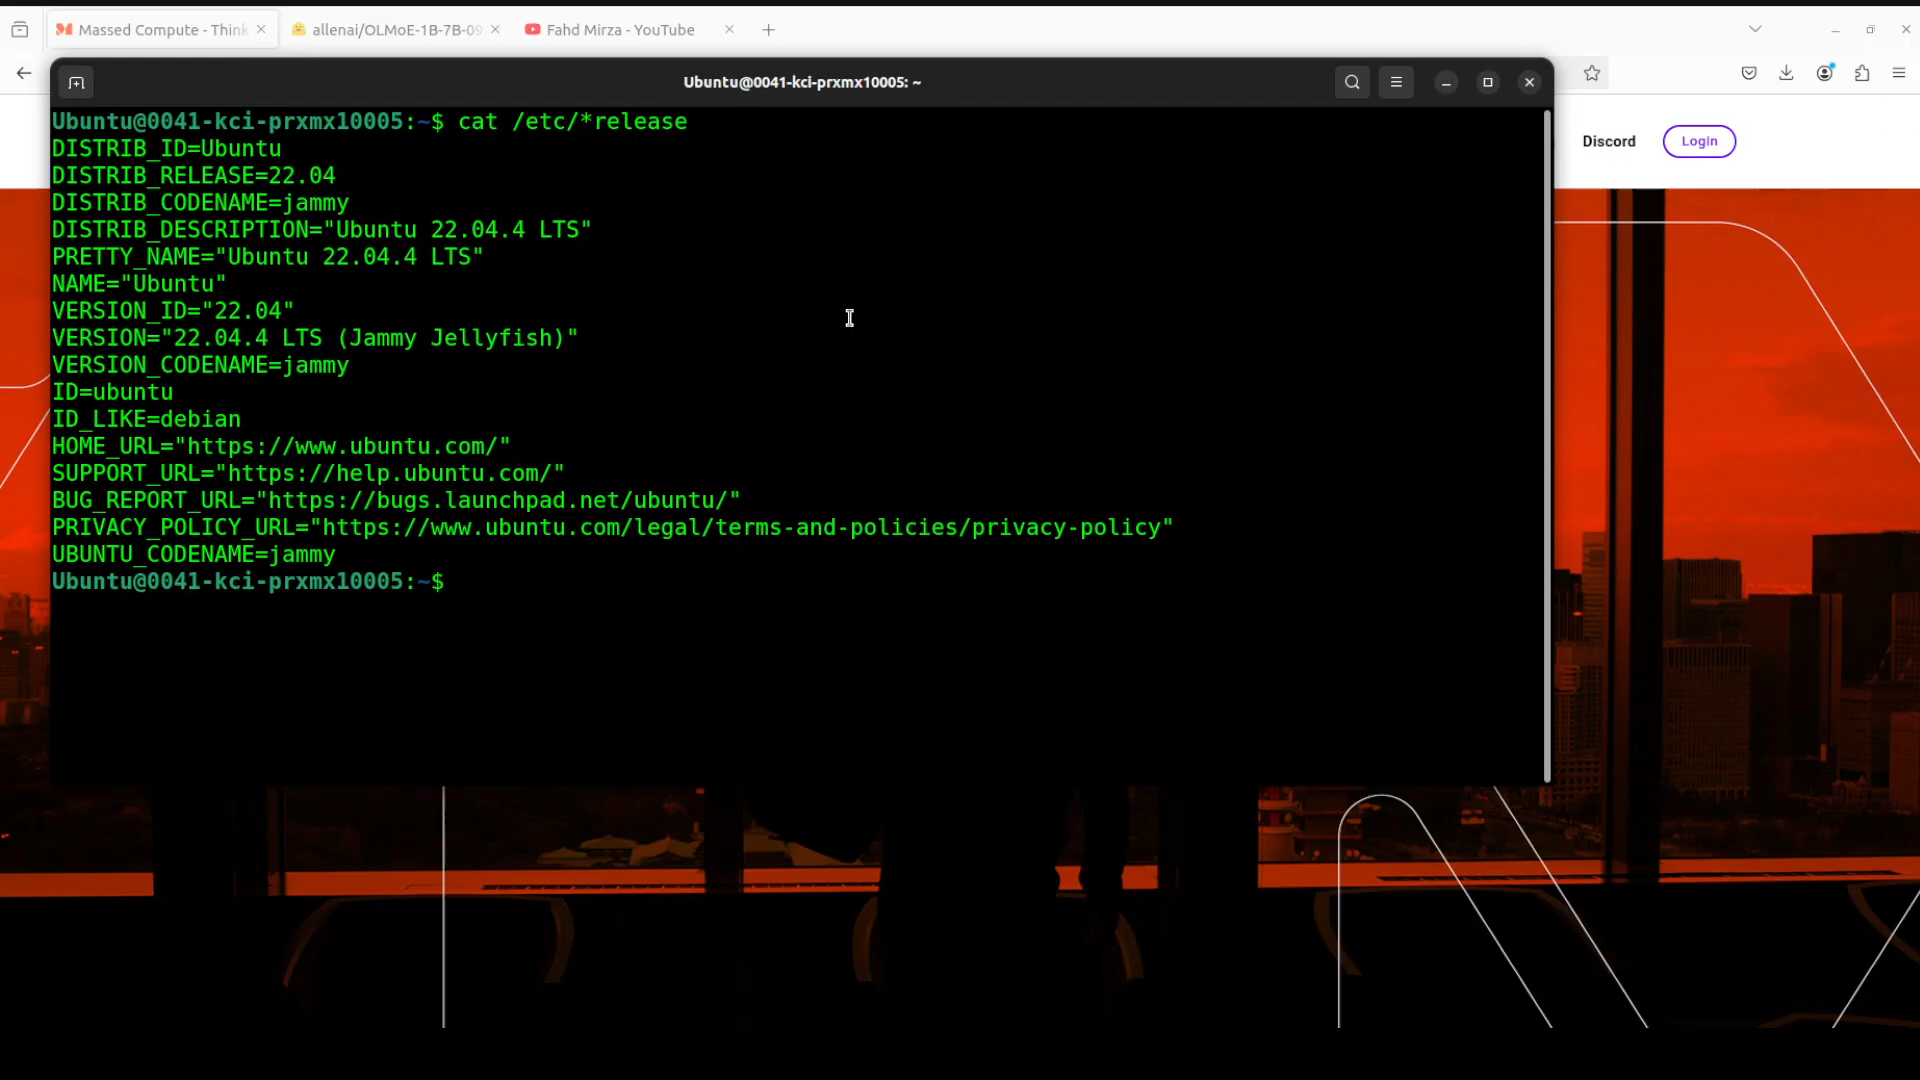 Massed Compute - Think
allenai/OLMoE-1B-7B-09
Fahd Mirza - YouTube
Ubuntu@0041-kci-prxmx10005: ~
Discord
Login
Ubuntu@0041-kci-prxmx10005:~$ cat /etc/*release
DISTRIB_ID=Ubuntu
DISTRIB_RELEASE=22.04
DISTRIB_CODENAME=jammy
DISTRIB_DESCRIPTION="Ubuntu 22.04.4 LTS"
PRETTY_NAME="Ubuntu 22.04.4 LTS"
NAME="Ubuntu"
VERSION_ID="22.04"
VERSION="22.04.4 LTS (Jammy Jellyfish)"
VERSION_CODENAME=jammy
ID=ubuntu
ID_LIKE=debian
HOME_URL="https://www.ubuntu.com/"
SUPPORT_URL="https://help.ubuntu.com/"
BUG_REPORT_URL="https://bugs.launchpad.net/ubuntu/"
PRIVACY_POLICY_URL="https://www.ubuntu.com/legal/terms-and-policies/privacy-policy"
UBUNTU_CODENAME=jammy
Ubuntu@0041-kci-prxmx10005:~$